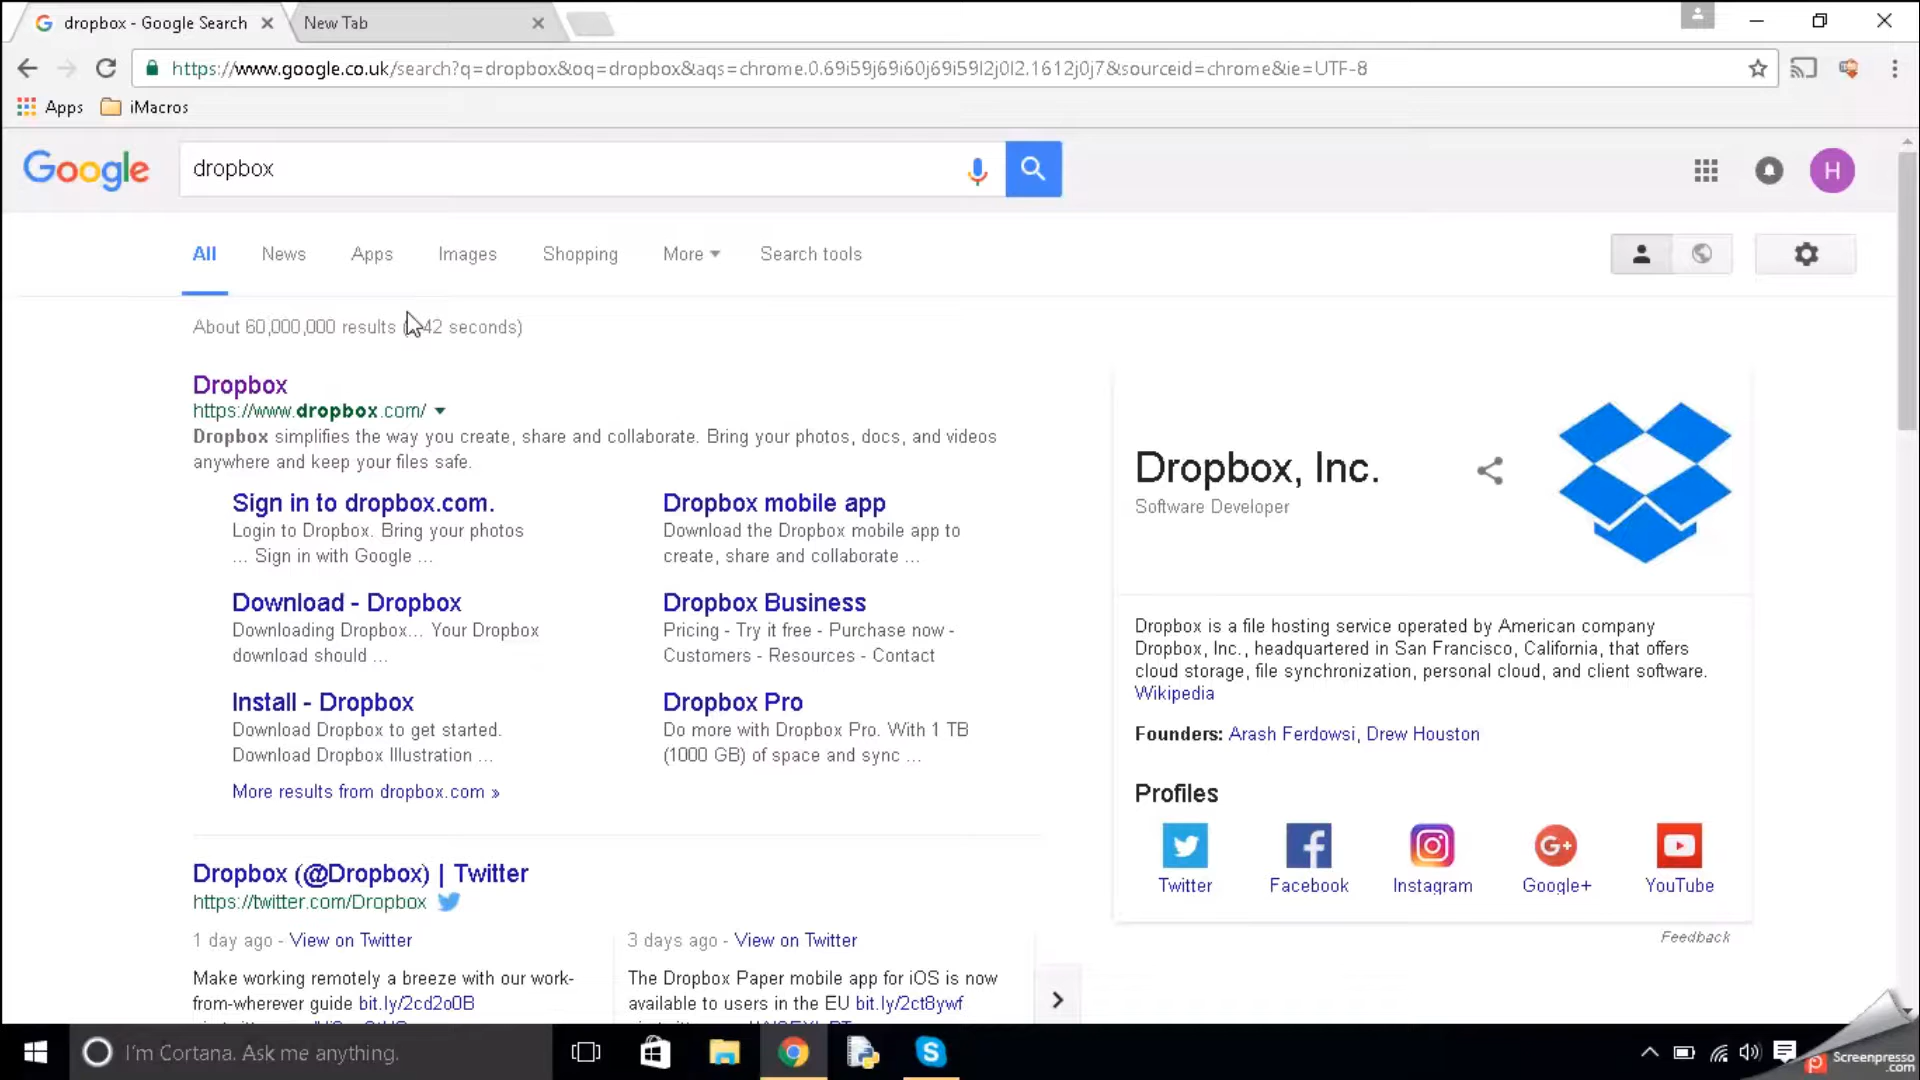 dropbox - Google Search
New Tab
https://www.google.co.uk/search?q=dropbox&oq=dropbox&aqs=chrome.0.69i59j69i60j69i59l2j0l2.1612j0j7&sourceid=chrome&ie=UTF-8
Apps
iMacros
Google
dropbox
H
All
News
Apps
Images
Shopping
More
Search tools
About 60,000,000 results 42 seconds)
Dropbox
https://www.dropbox.com/
Dropbox simplifies the way you create, share and collaborate. Bring your photos, docs, and videos
anywhere and keep your files safe.
Sign in to dropbox.com.
Login to Dropbox. Bring your photos
... Sign in with Google ...
Dropbox mobile app
Download the Dropbox mobile app to
create, share and collaborate ...
Download - Dropbox
Downloading Dropbox... Your Dropbox
download should ...
Dropbox Business
Pricing - Try it free - Purchase now -
Customers - Resources - Contact
Install - Dropbox
Download Dropbox to get started.
Download Dropbox Illustration ...
Dropbox Pro
Do more with Dropbox Pro. With 1 TB
(1000 GB) of space and sync ...
More results from dropbox.com »
Dropbox (@Dropbox) | Twitter
https://twitter.com/Dropbox
1 day ago - View on Twitter
Make working remotely a breeze with our work-
from-wherever guide bit.ly/2cd2o0B
3 days ago - View on Twitter
The Dropbox Paper mobile app for iOS is now
available to users in the EU bit.ly/2ct8ywf
Dropbox, Inc.
Software Developer
Dropbox is a file hosting service operated by American company
Dropbox, Inc., headquartered in San Francisco, California, that offers
cloud storage, file synchronization, personal cloud, and client software.
Wikipedia
Founders: Arash Ferdowsi, Drew Houston
Profiles
Twitter
Facebook
Instagram
Google+
YouTube
Feedback
I'm Cortana. Ask me anything.
Screenpresso
.com